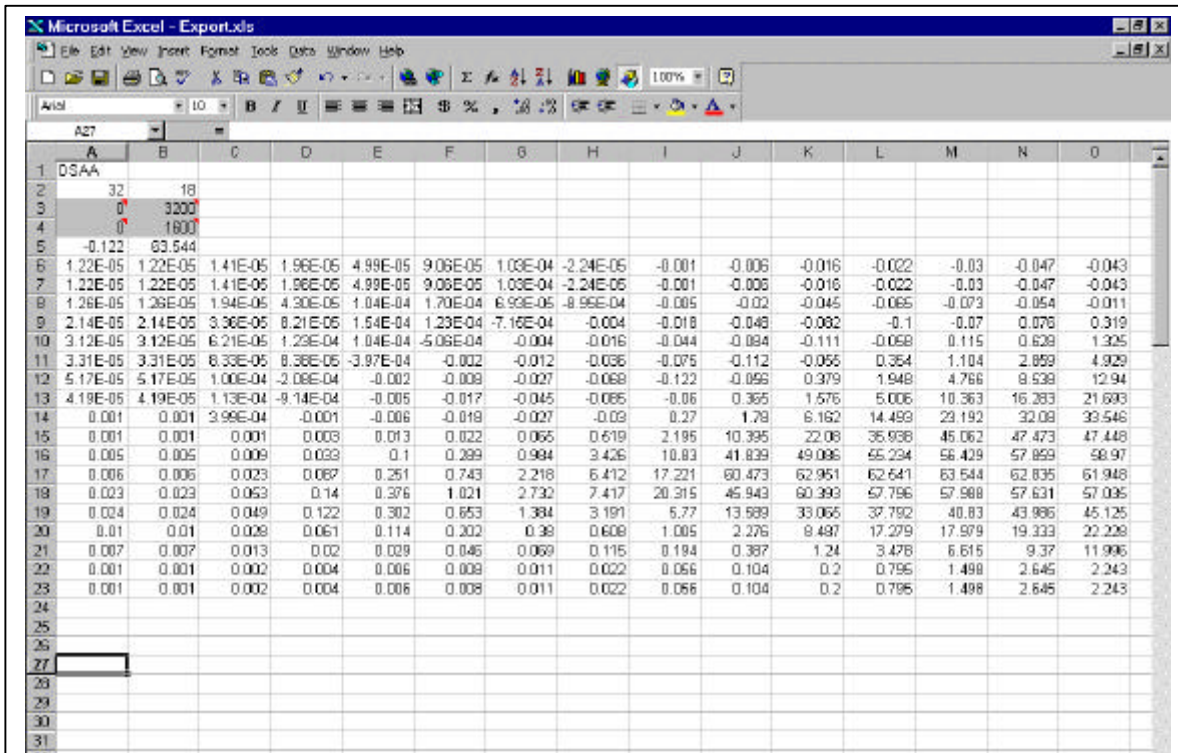 Microsoft Excel - Export.xls
File Edit View Insert Format Tools Data Window Help
100%
Arial 10 B I U $ % ,
A27 =
A B C D E F G H I J K L M N O
1 DSAA
2 32 18
3 0 3200
4 0 1600
5 -0.122 63.544
6 1.22E-05 1.22E-05 1.41E-05 1.96E-05 4.99E-05 9.06E-05 1.03E-04 -2.24E-05 -0.001 -0.006 -0.016 -0.022 -0.03 -0.047 -0.043
7 1.22E-05 1.22E-05 1.41E-05 1.96E-05 4.99E-05 9.06E-05 1.03E-04 -2.24E-05 -0.001 -0.006 -0.016 -0.022 -0.03 -0.047 -0.043
8 1.26E-05 1.26E-05 1.94E-05 4.30E-05 1.04E-04 1.70E-04 6.93E-05 -8.95E-04 -0.005 -0.02 -0.045 -0.065 -0.073 -0.054 -0.011
9 2.14E-05 2.14E-05 3.36E-05 8.21E-05 1.54E-04 1.23E-04 -7.16E-04 -0.004 -0.018 -0.048 -0.082 -0.1 -0.07 0.076 0.319
10 3.12E-05 3.12E-05 6.21E-05 1.23E-04 1.04E-04 -5.06E-04 -0.004 -0.016 -0.044 -0.084 -0.111 -0.058 0.115 0.628 1.325
11 3.31E-05 3.31E-05 8.33E-05 8.38E-05 -3.97E-04 -0.002 -0.012 -0.036 -0.075 -0.112 -0.055 0.354 1.104 2.859 4.929
12 5.17E-05 5.17E-05 1.00E-04 -2.08E-04 -0.002 -0.008 -0.027 -0.068 -0.122 -0.056 0.379 1.948 4.766 8.538 12.94
13 4.19E-05 4.19E-05 1.13E-04 -9.14E-04 -0.005 -0.017 -0.045 -0.085 -0.06 0.365 1.576 5.006 10.363 16.283 21.693
14 0.001 0.001 3.99E-04 -0.001 -0.006 -0.018 -0.027 -0.03 0.27 1.78 6.162 14.493 23.192 32.08 33.546
15 0.001 0.001 0.001 0.003 0.013 0.022 0.065 0.619 2.195 10.395 22.08 36.938 45.062 47.473 47.448
16 0.005 0.005 0.009 0.033 0.1 0.289 0.984 3.426 10.83 41.839 49.086 55.234 56.429 57.859 58.97
17 0.006 0.006 0.023 0.087 0.251 0.743 2.218 6.412 17.221 60.473 62.951 62.541 63.544 62.835 61.948
18 0.023 0.023 0.053 0.14 0.376 1.021 2.732 7.417 20.315 45.943 60.393 57.796 57.988 57.631 57.035
19 0.024 0.024 0.049 0.122 0.302 0.653 1.384 3.191 5.77 13.589 33.065 37.792 40.83 43.986 45.125
20 0.01 0.01 0.028 0.061 0.114 0.202 0.38 0.608 1.005 2.276 8.487 17.279 17.979 19.333 22.228
21 0.007 0.007 0.013 0.02 0.029 0.046 0.069 0.115 0.194 0.387 1.24 3.478 6.615 9.37 11.996
22 0.001 0.001 0.002 0.004 0.006 0.008 0.011 0.022 0.056 0.104 0.2 0.795 1.498 2.645 2.243
23 0.001 0.001 0.002 0.004 0.006 0.008 0.011 0.022 0.056 0.104 0.2 0.795 1.498 2.645 2.243
24
25
26
27
28
29
30
31